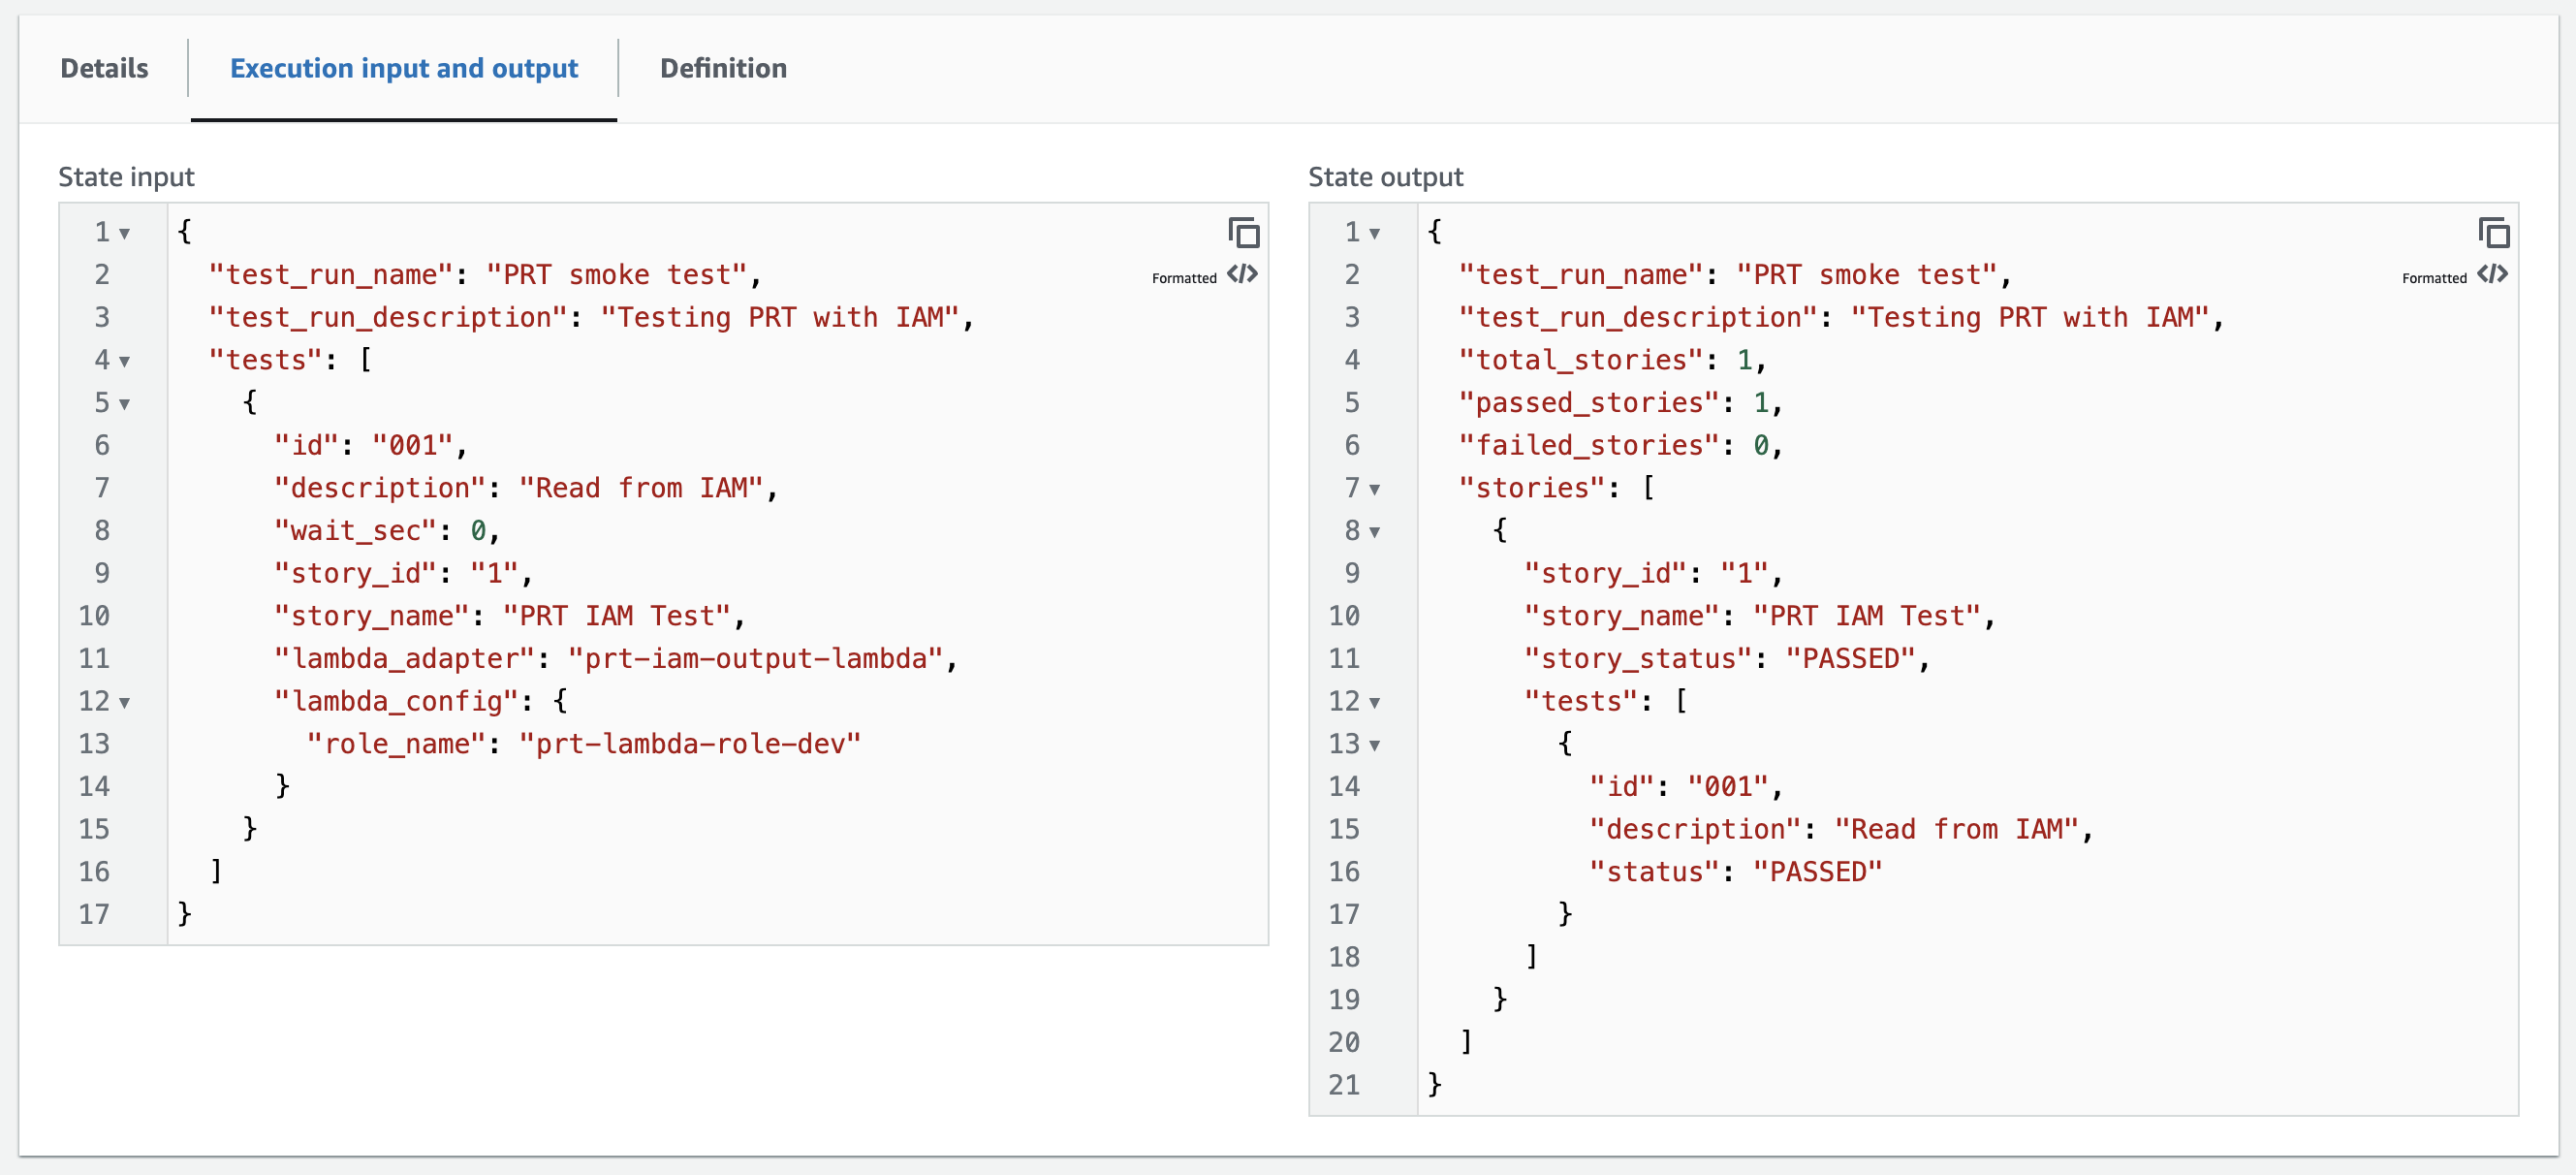 Details
Execution input and output
Definition
State input
1 {
Formatted </>
2 "test_run_name": "PRT smoke test",
3 "test_run_description": "Testing PRT with IAM",
4 "tests": [
5 {
6 "id": "001",
7 "description": "Read from IAM",
8 "wait_sec": 0,
9 "story_id": "1",
10 "story_name": "PRT IAM Test",
11 "lambda_adapter": "prt-iam-output-lambda",
12 "lambda_config": {
13 "role_name": "prt-lambda-role-dev"
14 }
15 }
16 ]
17 }
State output
1 {
Formatted </>
2 "test_run_name": "PRT smoke test",
3 "test_run_description": "Testing PRT with IAM",
4 "total_stories": 1,
5 "passed_stories": 1,
6 "failed_stories": 0,
7 "stories": [
8 {
9 "story_id": "1",
10 "story_name": "PRT IAM Test",
11 "story_status": "PASSED",
12 "tests": [
13 {
14 "id": "001",
15 "description": "Read from IAM",
16 "status": "PASSED"
17 }
18 ]
19 }
20 ]
21 }